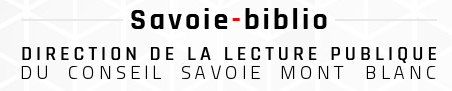 Savoie-biblio
DIRECTION DE LA LECTURE PUBLIQUE
DU CONSEIL SAVOIE MONT BLANC